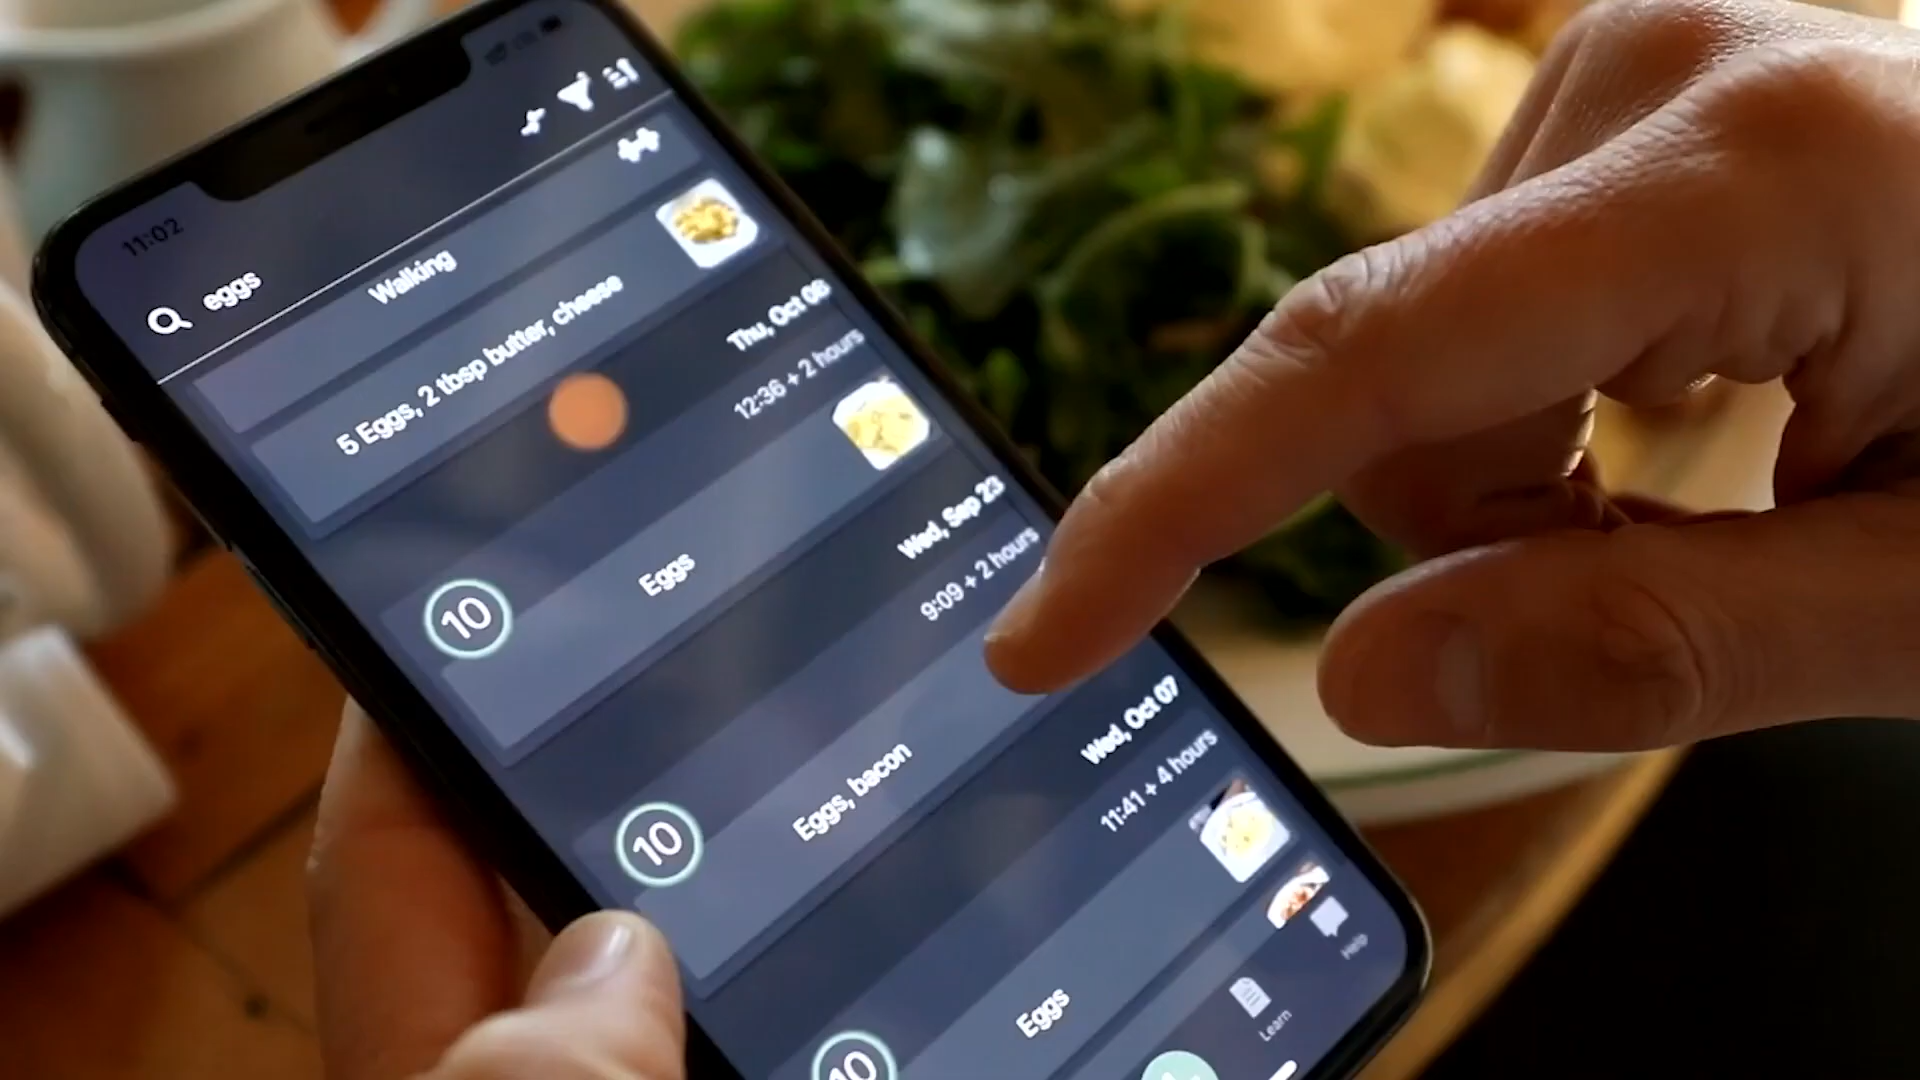 11:02
eggs
Walking
5 Eggs, 2 tbsp butter, cheese
Thu, Oct 08
12:36 + 2 hours
10
Eggs
Wed, Sep 23
9:09 + 2 hours
10
Eggs, bacon
Wed, Oct 07
11:41 + 4 hours
10
Eggs
Help
Learn